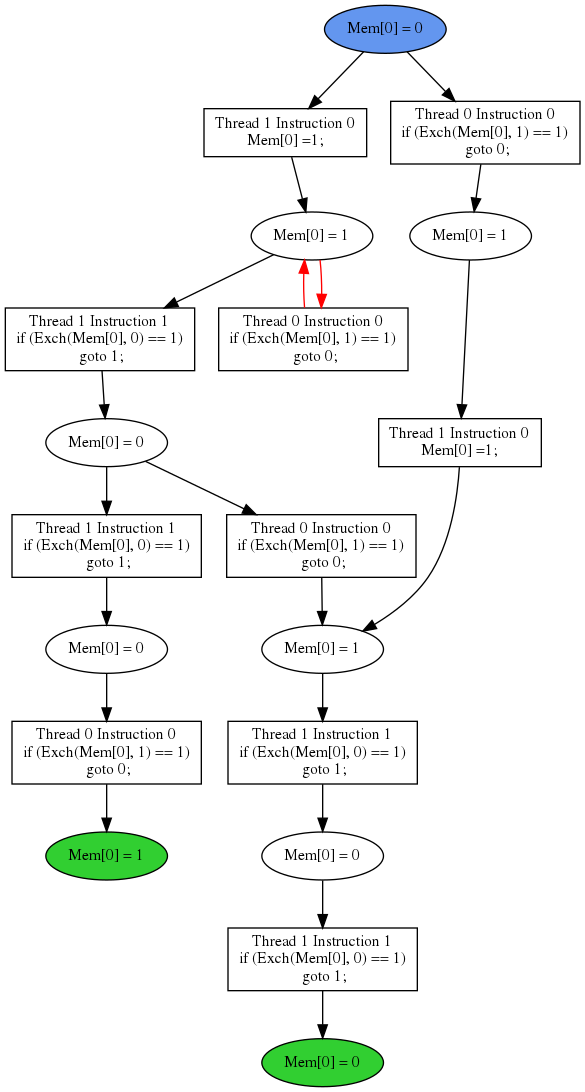 Mem[0] = 0
Thread 1 Instruction 0
Mem[0] =1;
Thread 0 Instruction 0
if (Exch(Mem[0], 1) == 1)
goto 0;
Mem[0] = 1
Mem[0] = 1
Thread 1 Instruction 1
if (Exch(Mem[0], 0) == 1)
goto 1;
Thread 0 Instruction 0
if (Exch(Mem[0], 1) == 1)
goto 0;
Mem[0] = 0
Thread 1 Instruction 0
Mem[0] =1;
Thread 1 Instruction 1
if (Exch(Mem[0], 0) == 1)
goto 1;
Thread 0 Instruction 0
if (Exch(Mem[0], 1) == 1)
goto 0;
Mem[0] = 0
Mem[0] = 1
Thread 0 Instruction 0
if (Exch(Mem[0], 1) == 1)
goto 0;
Thread 1 Instruction 1
if (Exch(Mem[0], 0) == 1)
goto 1;
Mem[0] = 1
Mem[0] = 0
Thread 1 Instruction 1
if (Exch(Mem[0], 0) == 1)
goto 1;
Mem[0] = 0